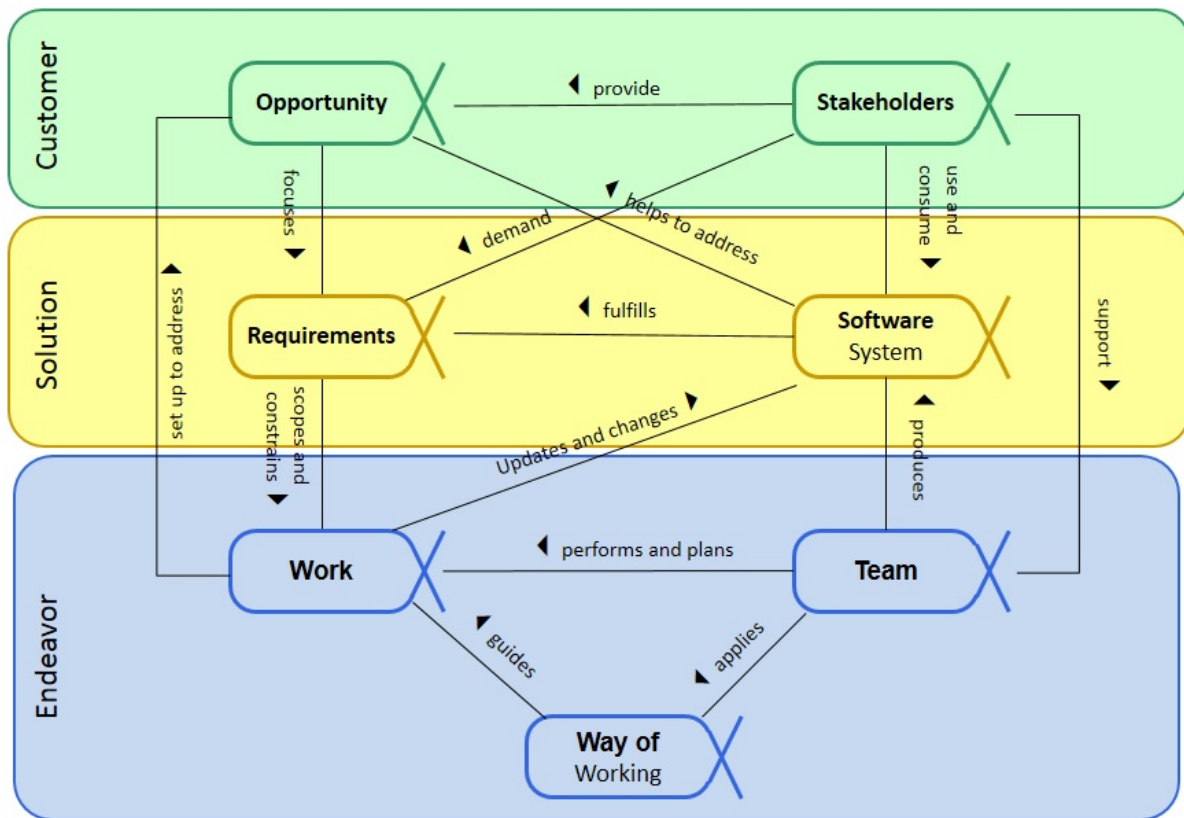 Customer
Opportunity
provide
Stakeholders
focuses
demand
helps to address
use and
consume
Solution
set up to address
Requirements
fulfills
Software
System
support
scopes and
constrains
Updates and changes
produces
Endeavor
Work
performs and plans
Team
guides
applies
Way of
Working